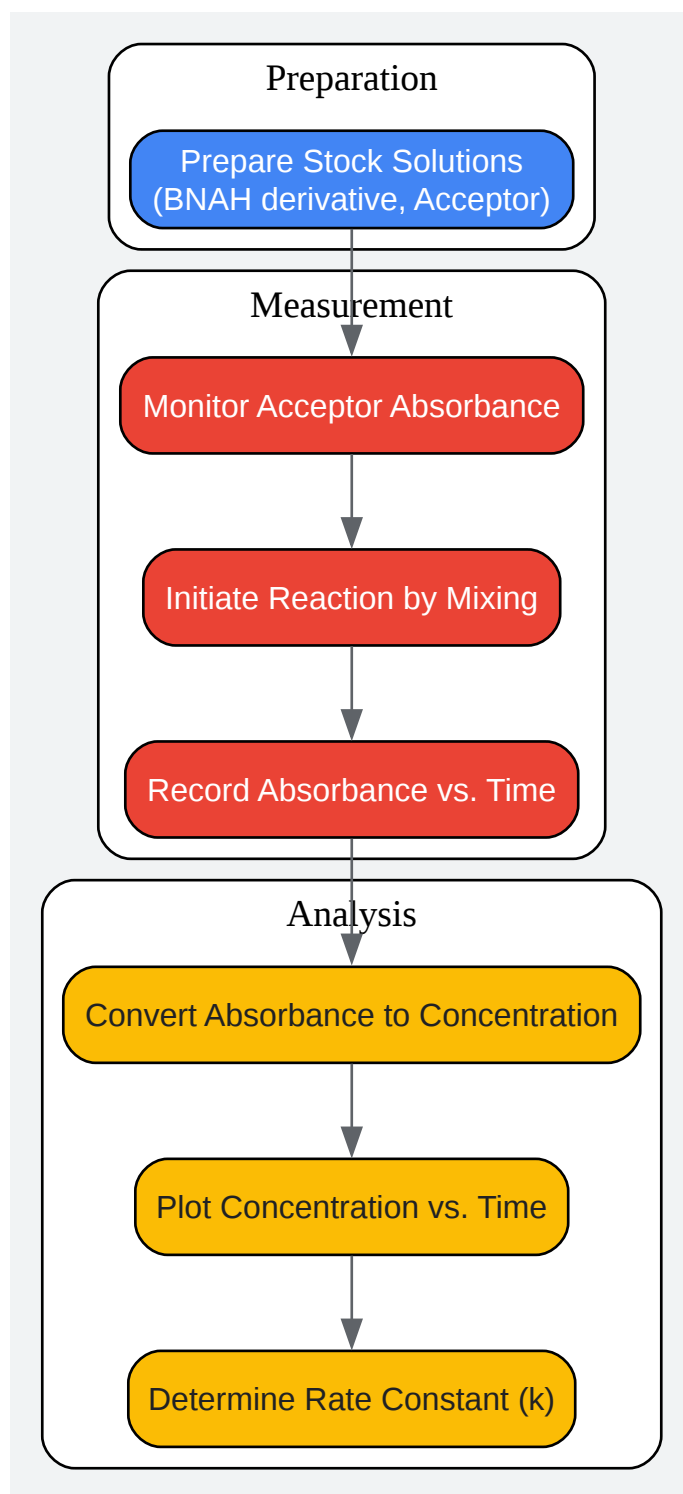 Preparation
Prepare Stock Solutions
(BNAH derivative, Acceptor)
Measurement
Monitor Acceptor Absorbance
Initiate Reaction by Mixing
Record Absorbance vs. Time
Analysis
Convert Absorbance to Concentration
Plot Concentration vs. Time
Determine Rate Constant (k)